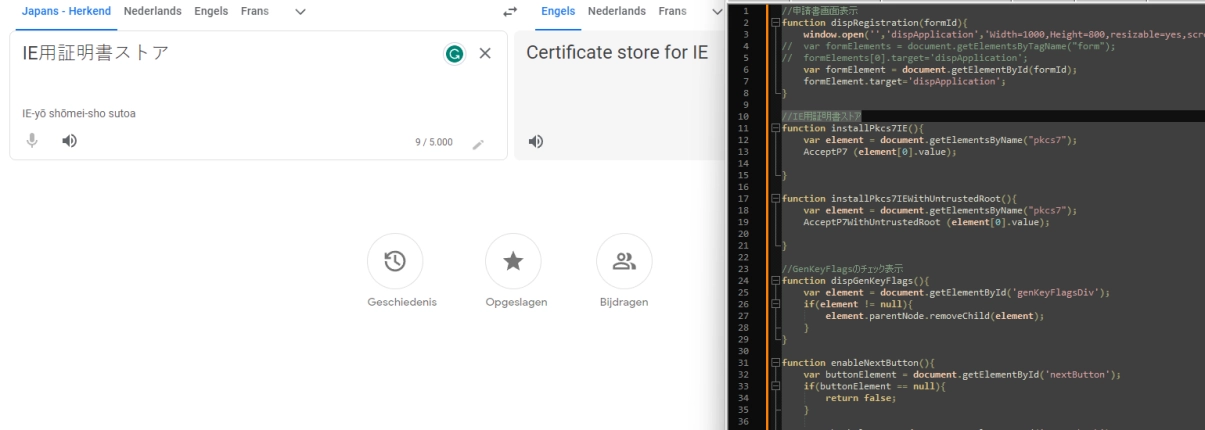 Japans - Herkend Nederlands Engels Frans
Engels Nederlands Frans
IE用証明書ストア
IE-yō shōmei-sho sutoa
9 / 5.000
Certificate store for IE
Geschiedenis
Opgeslagen
Bijdragen
1 //申請書画面表示
2 function dispRegistration(formId){
3 window.open('','dispApplication','Width=1000,Height=800,resizable=yes,scr
4 // var formElements = document.getElementsByTagName("form");
5 // formElements[0].target='dispApplication';
6 var formElement = document.getElementById(formId);
7 formElement.target='dispApplication';
8 }
9
10 //IE用証明書ストア
11 function installPkcs7IE(){
12 var element = document.getElementsByName("pkcs7");
13 AcceptP7 (element[0].value);
14
15 }
16
17 function installPkcs7IEWithUntrustedRoot(){
18 var element = document.getElementsByName("pkcs7");
19 AcceptP7WithUntrustedRoot (element[0].value);
20
21 }
22
23 //GenKeyFlagsのチェック表示
24 function dispGenKeyFlags(){
25 var element = document.getElementById('genKeyFlagsDiv');
26 if(element != null){
27 element.parentNode.removeChild(element);
28 }
29 }
30
31 function enableNextButton(){
32 var buttonElement = document.getElementById('nextButton');
33 if(buttonElement == null){
34 return false;
35 }
36